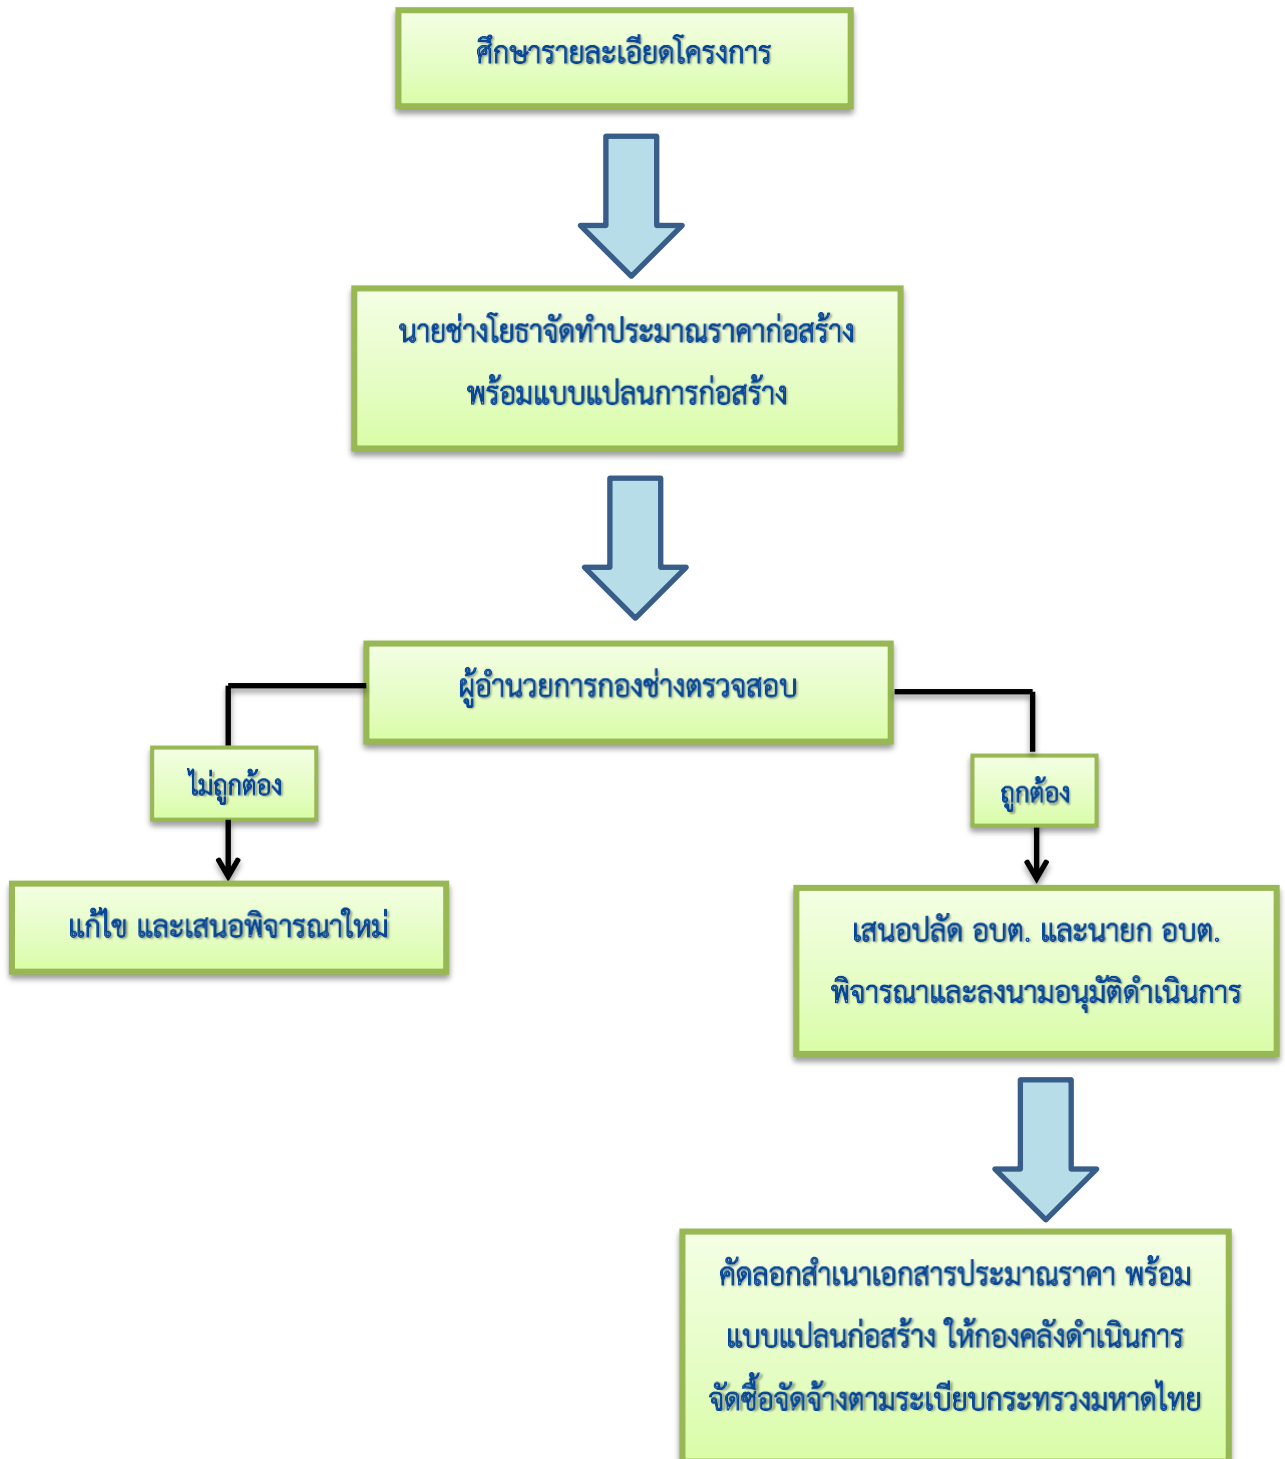 ศึกษารายละเอียดโครงการ
นายช่างโยธาจัดทำประมาณราคาก่อสร้าง
พร้อมแบบแปลนการก่อสร้าง
ผู้อำนวยการกองช่างตรวจสอบ
ไม่ถูกต้อง
ถูกต้อง
แก้ไข และเสนอพิจารณาใหม่
เสนอปลัด อบต. และนายก อบต.
พิจารณาและลงนามอนุมัติดำเนินการ
คัดลอกสำเนาเอกสารประมาณราคา พร้อม
แบบแปลนก่อสร้าง ให้กองคลังดำเนินการ
จัดซื้อจัดจ้างตามระเบียบกระทรวงมหาดไทย